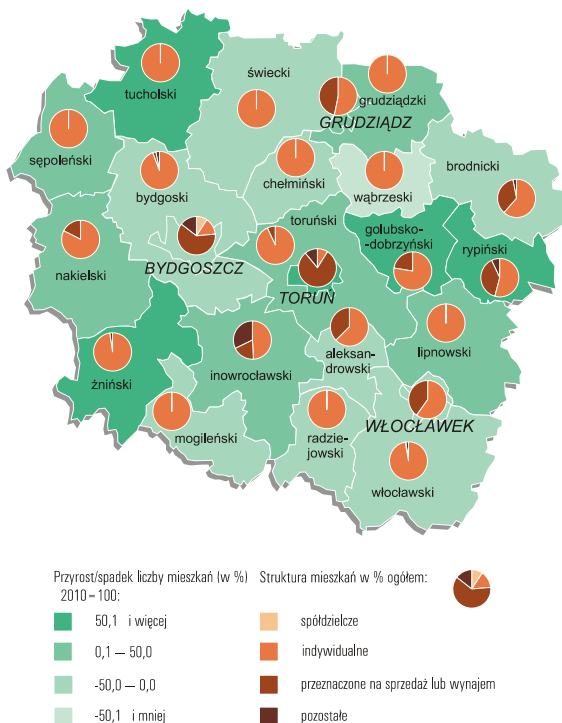 świecki
tucholski
grudziądzki
GRUDZIĄDZ
sępoleński
chełmiński
brodnicki
bydgoski
wąbrzeski
toruński
golubsko-
-dobrzyński
rypiński
BYDGOSZCZ
nakielski
TORUŃ
aleksan-
drowski
lipnowski
inowrocławski
żniński
WŁOCŁAWEK
mogileński
radzie-
jowski
włocławski
Przyrost/spadek liczby mieszkań (w %)
2010 = 100:
50,1 i więcej
0,1 — 50,0
-50,0 — 0,0
-50,1 i mniej
Struktura mieszkań w % ogółem:
spółdzielcze
indywidualne
przeznaczone na sprzedaż lub wynajem
pozostałe